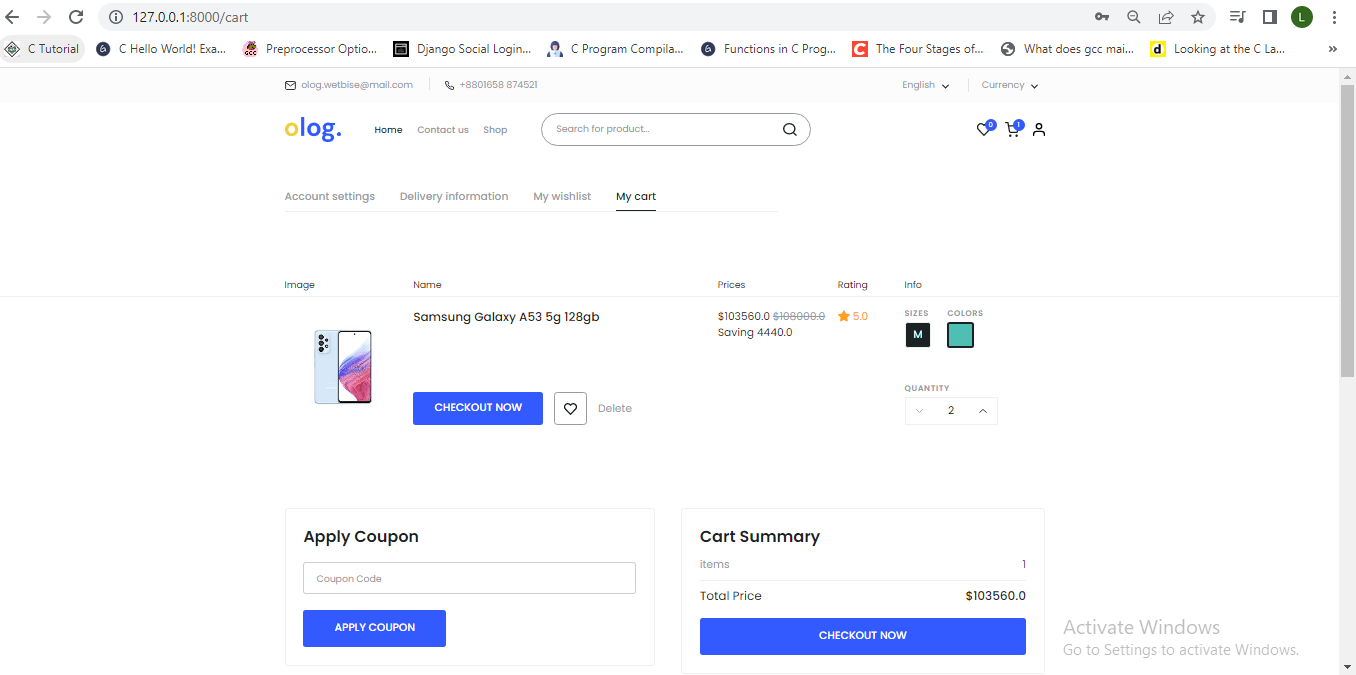 127.0.0.1:8000/cart
L
C Tutorial
C Hello World! Exa...
Preprocessor Optio...
Django Social Login...
C Program Compila...
Functions in C Prog...
The Four Stages of...
What does gcc mai...
Looking at the C La...
»
olog.wetbise@mail.com
+8801658 874521
English
Currency
olog.
Home
Contact us
Shop
Search for product...
0
1
Account settings
Delivery information
My wishlist
My cart
Image
Name
Prices
Rating
Info
Samsung Galaxy A53 5g 128gb
$103560.0 $108000.0
Saving 4440.0
5.0
SIZES
COLORS
M
CHECKOUT NOW
Delete
QUANTITY
2
Apply Coupon
Coupon Code
APPLY COUPON
Cart Summary
items
1
Total Price
$103560.0
CHECKOUT NOW
Activate Windows
Go to Settings to activate Windows.